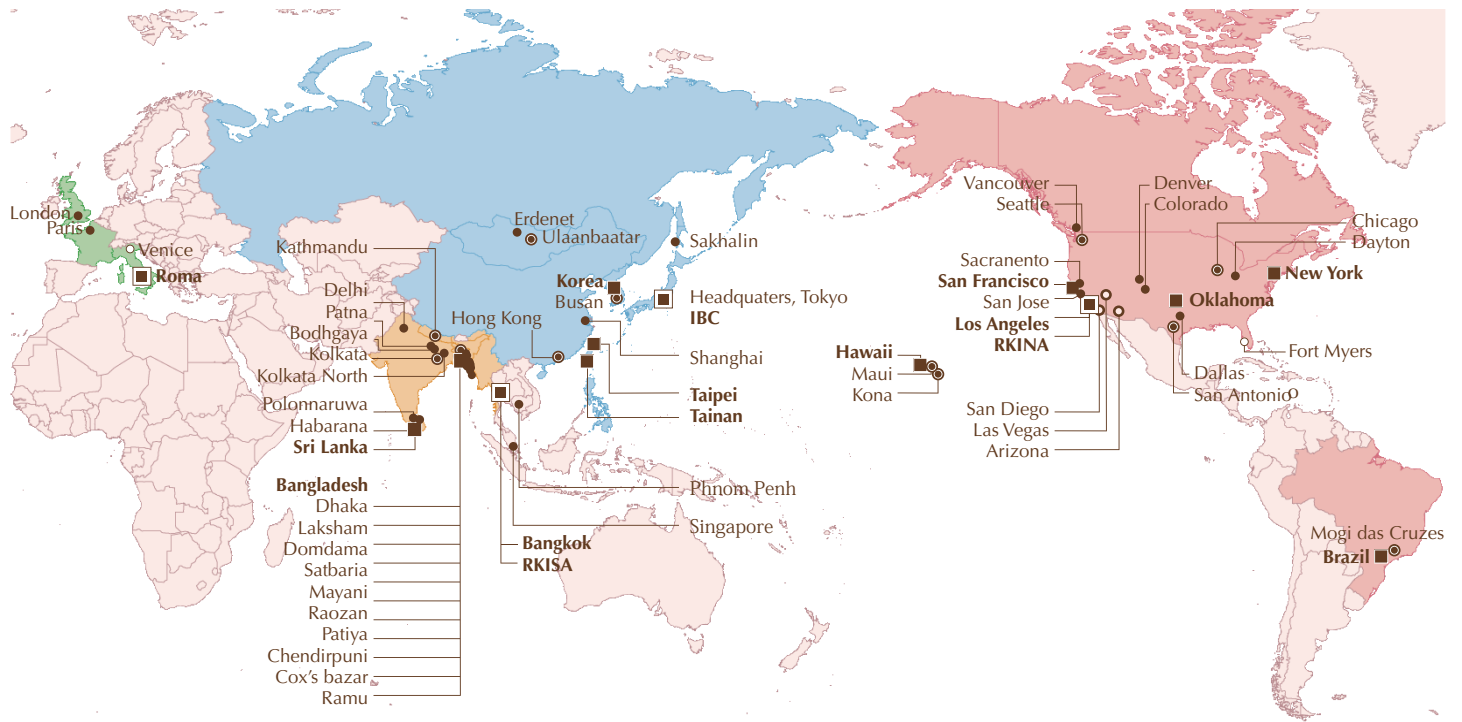 London
Paris
Venice
Roma
Kathmandu
Delhi
Patna
Bodhgaya
Kolkata
Kolkata North
Polonnaruwa
Habarana
Sri Lanka
Bangladesh
Dhaka
Laksham
Domdama
Satbaria
Mayani
Raozan
Patiya
Chendirpuni
Cox's bazar
Ramu
Erdenet
Ulaanbaatar
Sakhalin
Korea
Busan
Headquaters, Tokyo
IBC
Hong Kong
Shanghai
Taipei
Tainan
Phnom Penh
Singapore
Bangkok
RKISA
Hawaii
Maui
Kona
Vancouver
Seattle
Sacranento
San Francisco
San Jose
Los Angeles
RKINA
San Diego
Las Vegas
Arizona
Denver
Colorado
Chicago
Dayton
New York
Oklahoma
Fort Myers
Dallas
San Antonio
Mogi das Cruzes
Brazil